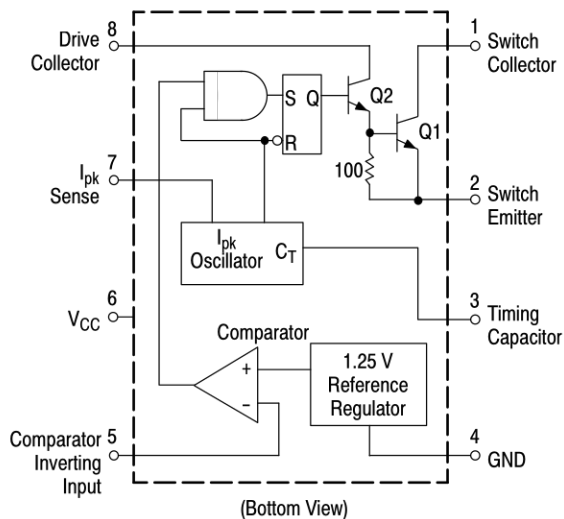 8
Drive
Collector
1
Switch
Collector
S Q
Q2
Q1
R
100
7
Ipk
Sense
2
Switch
Emitter
Ipk
Oscillator
CT
6
VCC
3
Timing
Capacitor
Comparator
+
–
1.25 V
Reference
Regulator
5
Comparator
Inverting
Input
4
GND
(Bottom View)